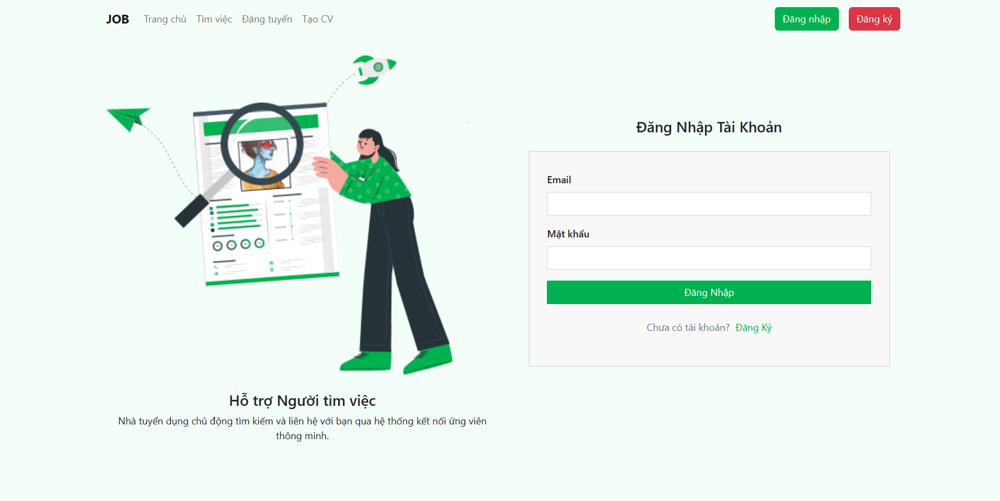 JOB Trang chủ Tìm việc Đăng tuyển Tạo CV Đăng nhập Đăng ký
Hỗ trợ Người tìm việc
Nhà tuyển dụng chủ động tìm kiếm và liên hệ với bạn qua hệ thống kết nối ứng viên
thông minh.
Đăng Nhập Tài Khoản
Email
Mật khẩu
Đăng Nhập
Chưa có tài khoản? Đăng Ký